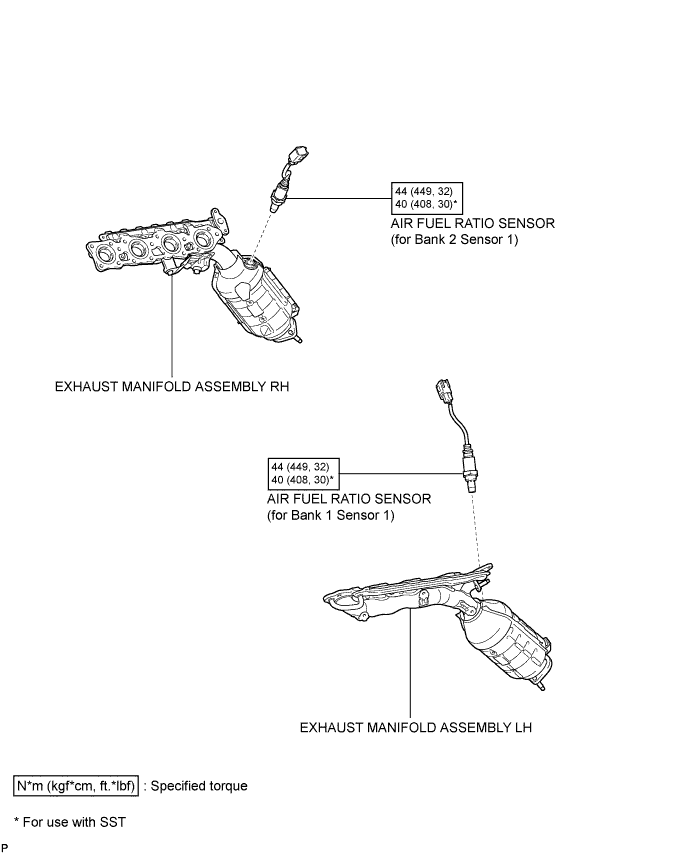 44 (449, 32)
40 (408, 30)*
AIR FUEL RATIO SENSOR
(for Bank 2 Sensor 1)
EXHAUST MANIFOLD ASSEMBLY RH
44 (449, 32)
40 (408, 30)*
AIR FUEL RATIO SENSOR
(for Bank 1 Sensor 1)
EXHAUST MANIFOLD ASSEMBLY LH
N*m (kgf*cm, ft.*lbf) : Specified torque
* For use with SST
P